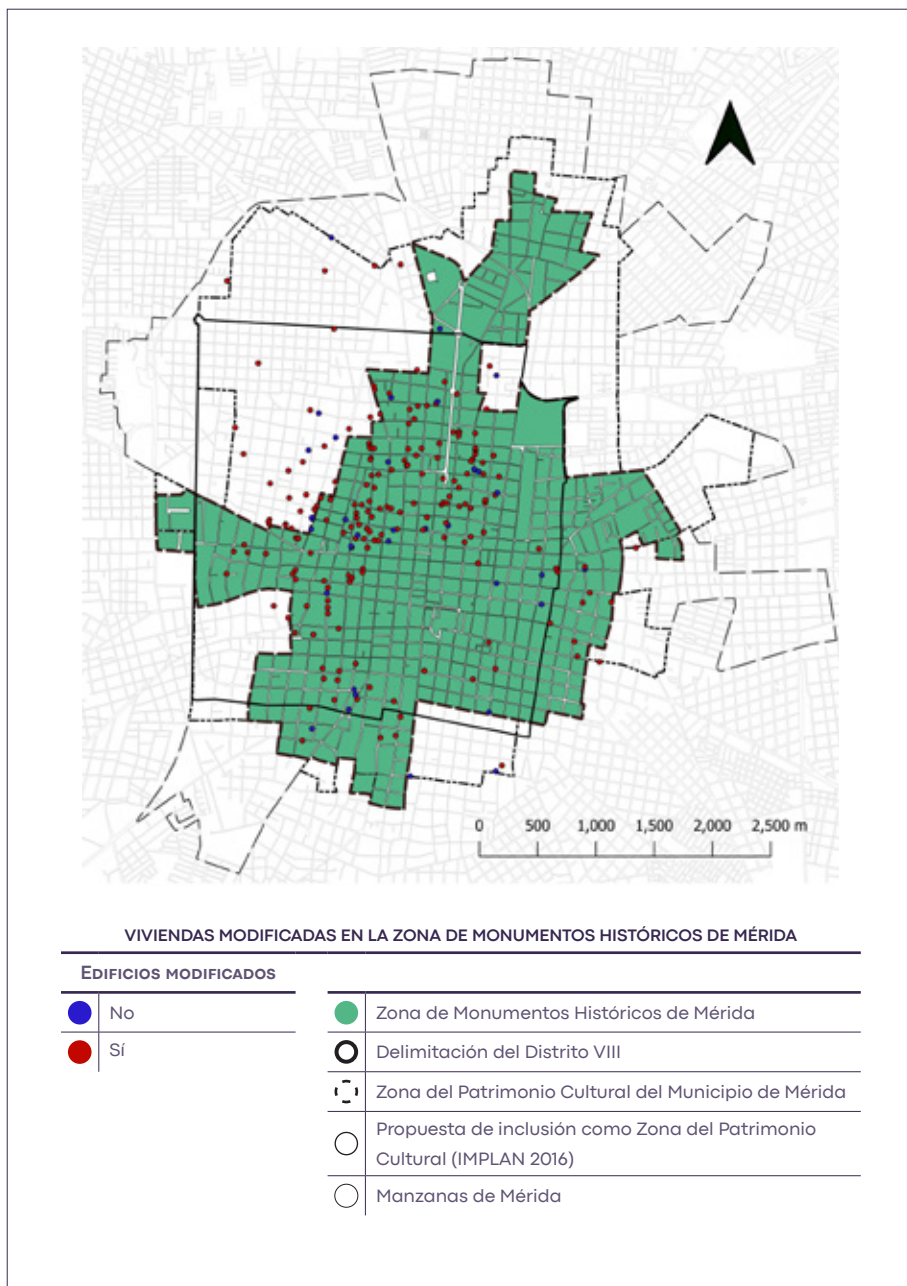 0 500 1,000 1,500 2,000 2,500 m
VIVIENDAS MODIFICADAS EN LA ZONA DE MONUMENTOS HISTÓRICOS DE MÉRIDA
EDIFICIOS MODIFICADOS
No
Sí
Zona de Monumentos Históricos de Mérida
Delimitación del Distrito VIII
Zona del Patrimonio Cultural del Municipio de Mérida
Propuesta de inclusión como Zona del Patrimonio
Cultural (IMPLAN 2016)
Manzanas de Mérida